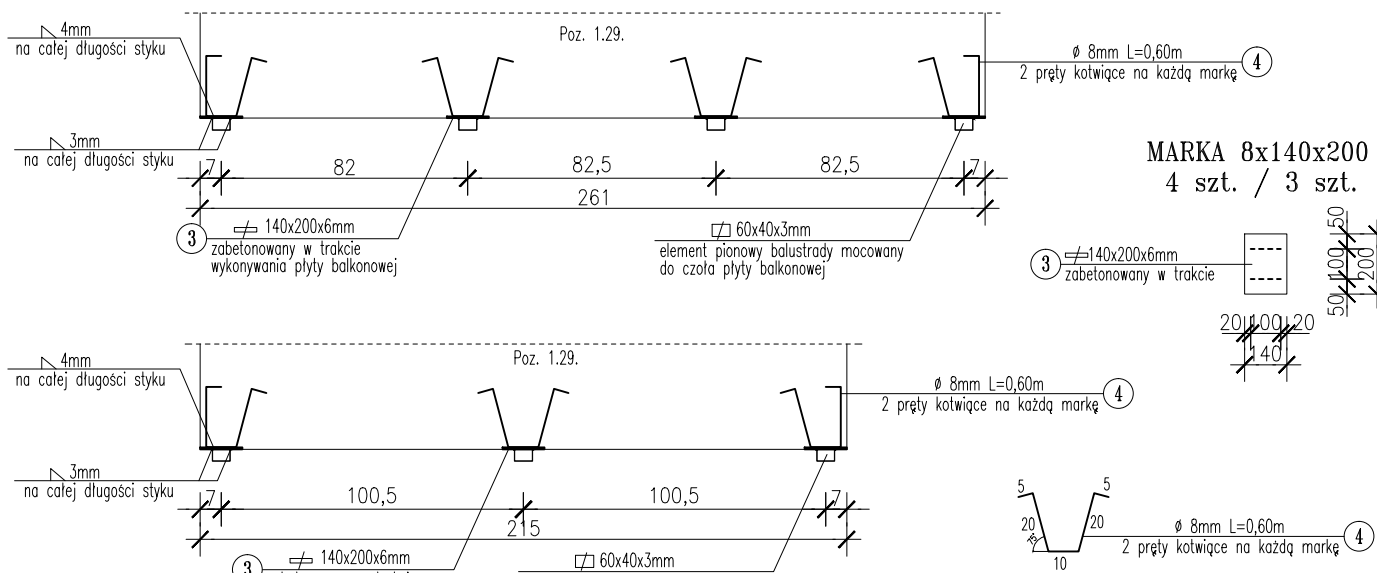 4mm
na całej długości styku
Poz. 1.29.
ø 8mm L=0,60m
2 pręty kotwiące na każdą markę
4
3mm
na całej długości styku
7
82
82,5
82,5
7
261
3
140x200x6mm
zabetonowany w trakcie
wykonywania płyty balkonowej
60x40x3mm
element pionowy balustrady mocowany
do czoła płyty balkonowej
MARKA 8x140x200
4 szt. / 3 szt.
3
140x200x6mm
zabetonowany w trakcie
50
100
50
200
20
100
20
140
4mm
na całej długości styku
Poz. 1.29.
ø 8mm L=0,60m
2 pręty kotwiące na każdą markę
4
3mm
na całej długości styku
7
100,5
100,5
7
215
3
140x200x6mm
60x40x3mm
5
5
20
20
75
10
ø 8mm L=0,60m
2 pręty kotwiące na każdą markę
4